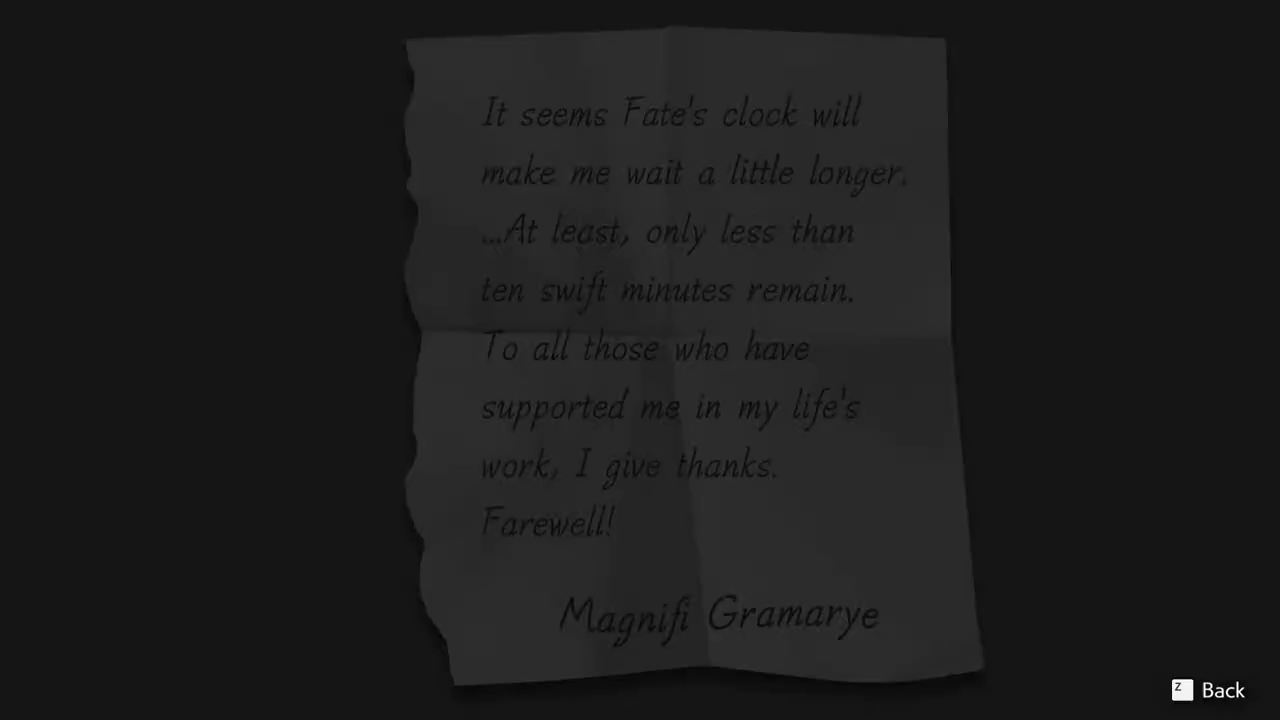 It seems Fate's clock will
make me wait a little longer.
...At least, only less than
ten swift minutes remain.
To all those who have
supported me in my life's
work, I give thanks.
Farewell!
Magnifi Gramarye
Z Back